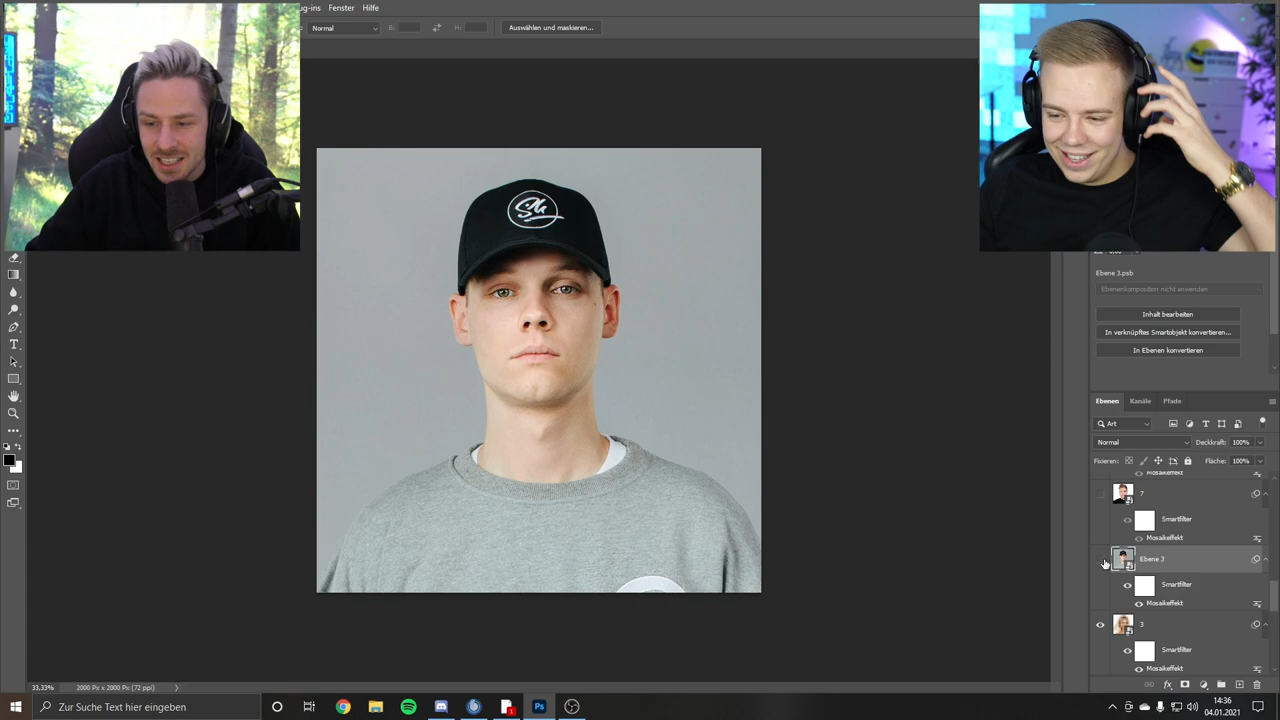 Fenster Hilfe
Normal
B:
H:
Auswählen und maskieren...
Ebene 3.psb
Ebenenkomposition nicht anwenden
Inhalt bearbeiten
In verknüpftes Smartobjekt konvertieren...
In Ebenen konvertieren
Ebenen Kanäle Pfade
Art
Normal Deckkraft: 100%
Fixieren: Fläche: 100%
Mosaikeffekt
7
Smartfilter
Mosaikeffekt
Ebene 3
Smartfilter
Mosaikeffekt
3
Smartfilter
Mosaikeffekt
33,33% 2000 Px x 2000 Px (72 ppi)
Zur Suche Text hier eingeben
14:36
04.01.2021